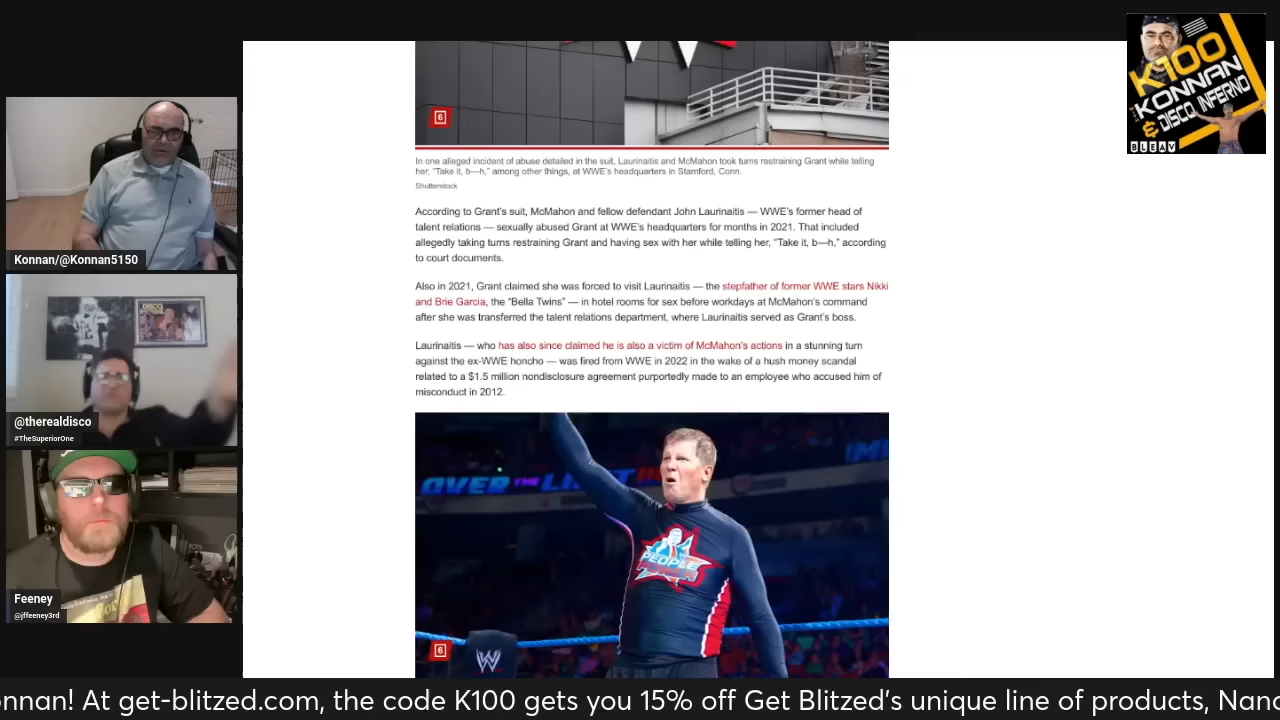 K100
KONNAN
& DISCO INFERNO
BLEAV
6
In one alleged incident of abuse detailed in the suit, Laurinaitis and McMahon took turns restraining Grant while telling
her, "Take it, b—h," among other things, at WWE's headquarters in Stamford, Conn.
Shutterstock
According to Grant's suit, McMahon and fellow defendant John Laurinaitis — WWE's former head of
talent relations — sexually abused Grant at WWE's headquarters for months in 2021. That included
allegedly taking turns restraining Grant and having sex with her while telling her, "Take it, b—h," according
to court documents.
Also in 2021, Grant claimed she was forced to visit Laurinaitis — the stepfather of former WWE stars Nikki
and Brie Garcia, the "Bella Twins" — in hotel rooms for sex before workdays at McMahon's command
after she was transferred the talent relations department, where Laurinaitis served as Grant's boss.
Laurinaitis — who has also since claimed he is also a victim of McMahon's actions in a stunning turn
against the ex-WWE honcho — was fired from WWE in 2022 in the wake of a hush money scandal
related to a $1.5 million nondisclosure agreement purportedly made to an employee who accused him of
misconduct in 2012.
OVER THE LIMIT
PEOPLE
POWER
6
Konnan/@Konnan5150
DISCO
@therealdisco
#TheSuperiorOne
Feeney
@jffeeney3rd
onnan! At get-blitzed.com, the code K100 gets you 15% off Get Blitzed's unique line of products, Nano